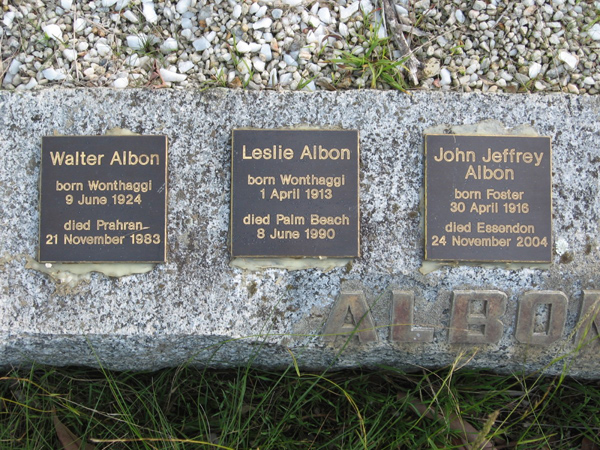 Walter Albon
born Wonthaggi
9 June 1924
died Prahran
21 November 1983
Leslie Albon
born Wonthaggi
1 April 1913
died Palm Beach
8 June 1990
John Jeffrey
Albon
born Foster
30 April 1916
died Essendon
24 November 2004
ALBON